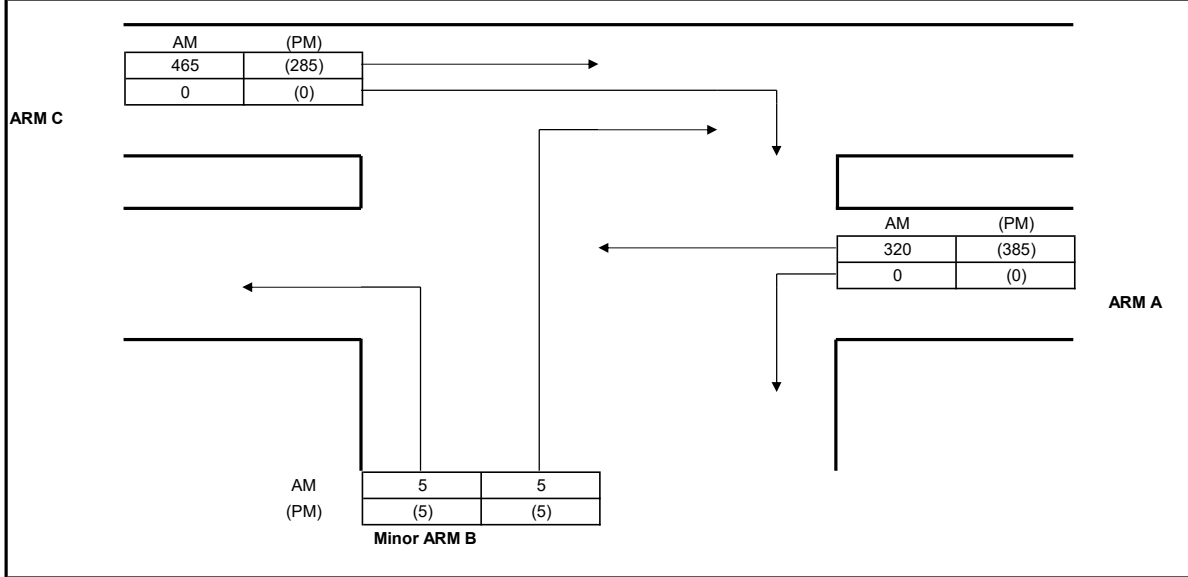 AM (PM)
465 (285)
0 (0)
ARM C
AM (PM)
320 (385)
0 (0)
ARM A
AM 5 5
(PM) (5) (5)
Minor ARM B